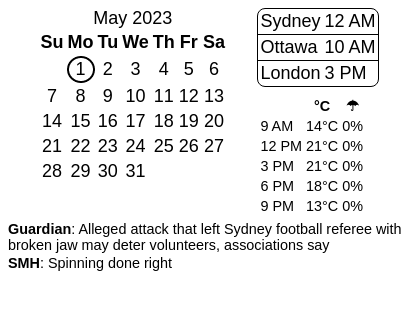 May 2023
Su Mo Tu We Th Fr Sa
1 2 3 4 5 6
7 8 9 10 11 12 13
14 15 16 17 18 19 20
21 22 23 24 25 26 27
28 29 30 31
Sydney 12 AM
Ottawa 10 AM
London 3 PM
°C ☂
9 AM 14°C 0%
12 PM 21°C 0%
3 PM 21°C 0%
6 PM 18°C 0%
9 PM 13°C 0%
Guardian: Alleged attack that left Sydney football referee with
broken jaw may deter volunteers, associations say
SMH: Spinning done right